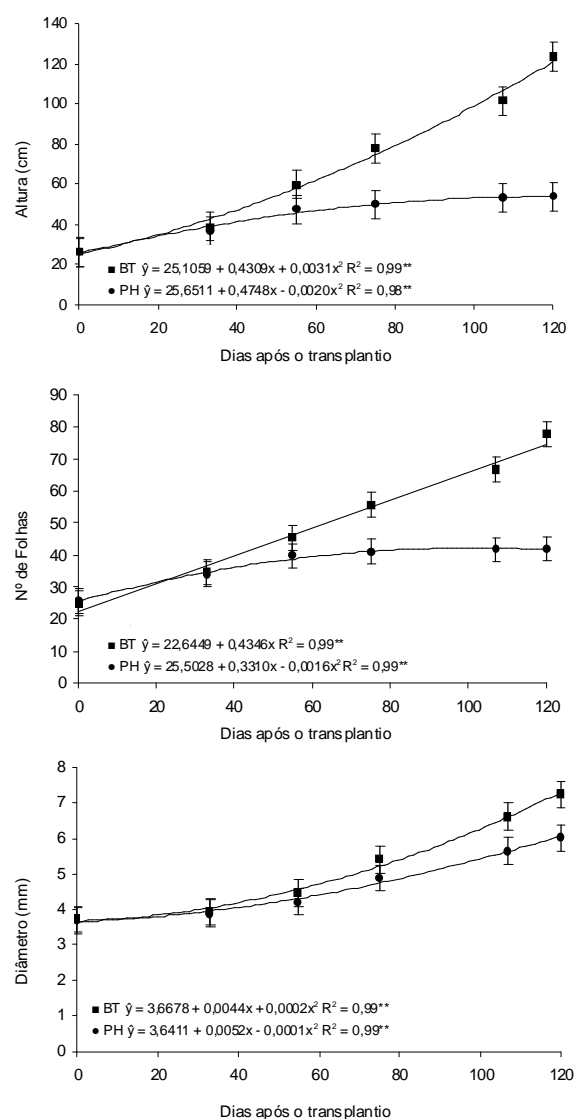 140
120
100
80
60
40
20
0
Altura (cm)
■ BT ŷ = 25,1059 + 0,4309x + 0,0031x² R² = 0,99**
● PH ŷ = 25,6511 + 0,4748x - 0,0020x² R² = 0,98**
0 20 40 60 80 100 120
Dias após o transplantio
90
80
70
60
50
40
30
20
10
0
Nº de Folhas
■ BT ŷ = 22,6449 + 0,4346x R² = 0,99**
● PH ŷ = 25,5028 + 0,3310x - 0,0016x² R² = 0,99**
0 20 40 60 80 100 120
Dias após o transplantio
8
7
6
5
4
3
2
1
0
Diâmetro (mm)
■ BT ŷ = 3,6678 + 0,0044x + 0,0002x² R² = 0,99**
● PH ŷ = 3,6411 + 0,0052x - 0,0001x² R² = 0,99**
0 20 40 60 80 100 120
Dias após o transplantio